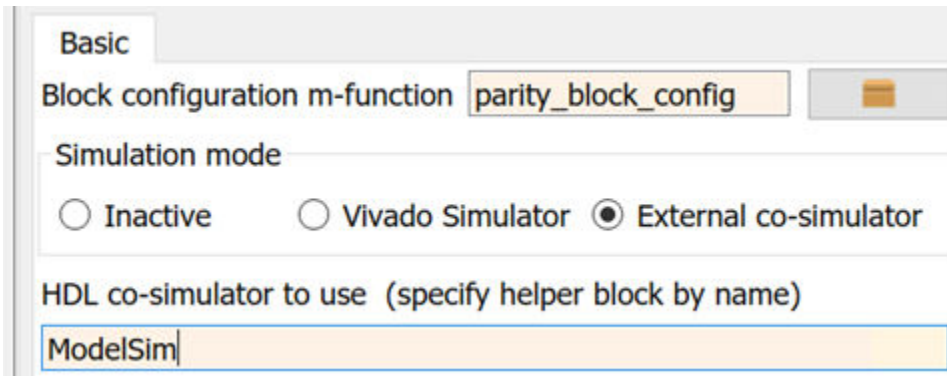 Basic
Block configuration m-function parity_block_config
Simulation mode
Inactive Vivado Simulator External co-simulator
HDL co-simulator to use (specify helper block by name)
ModelSim